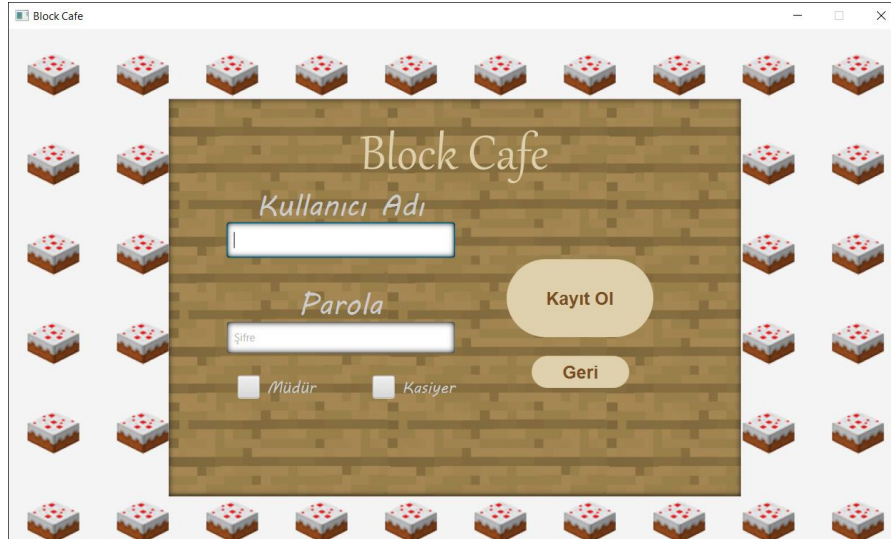 Block Cafe
Block Cafe
Kullanıcı Adı
Parola
Şifre
Müdür
Kasiyer
Kayıt Ol
Geri